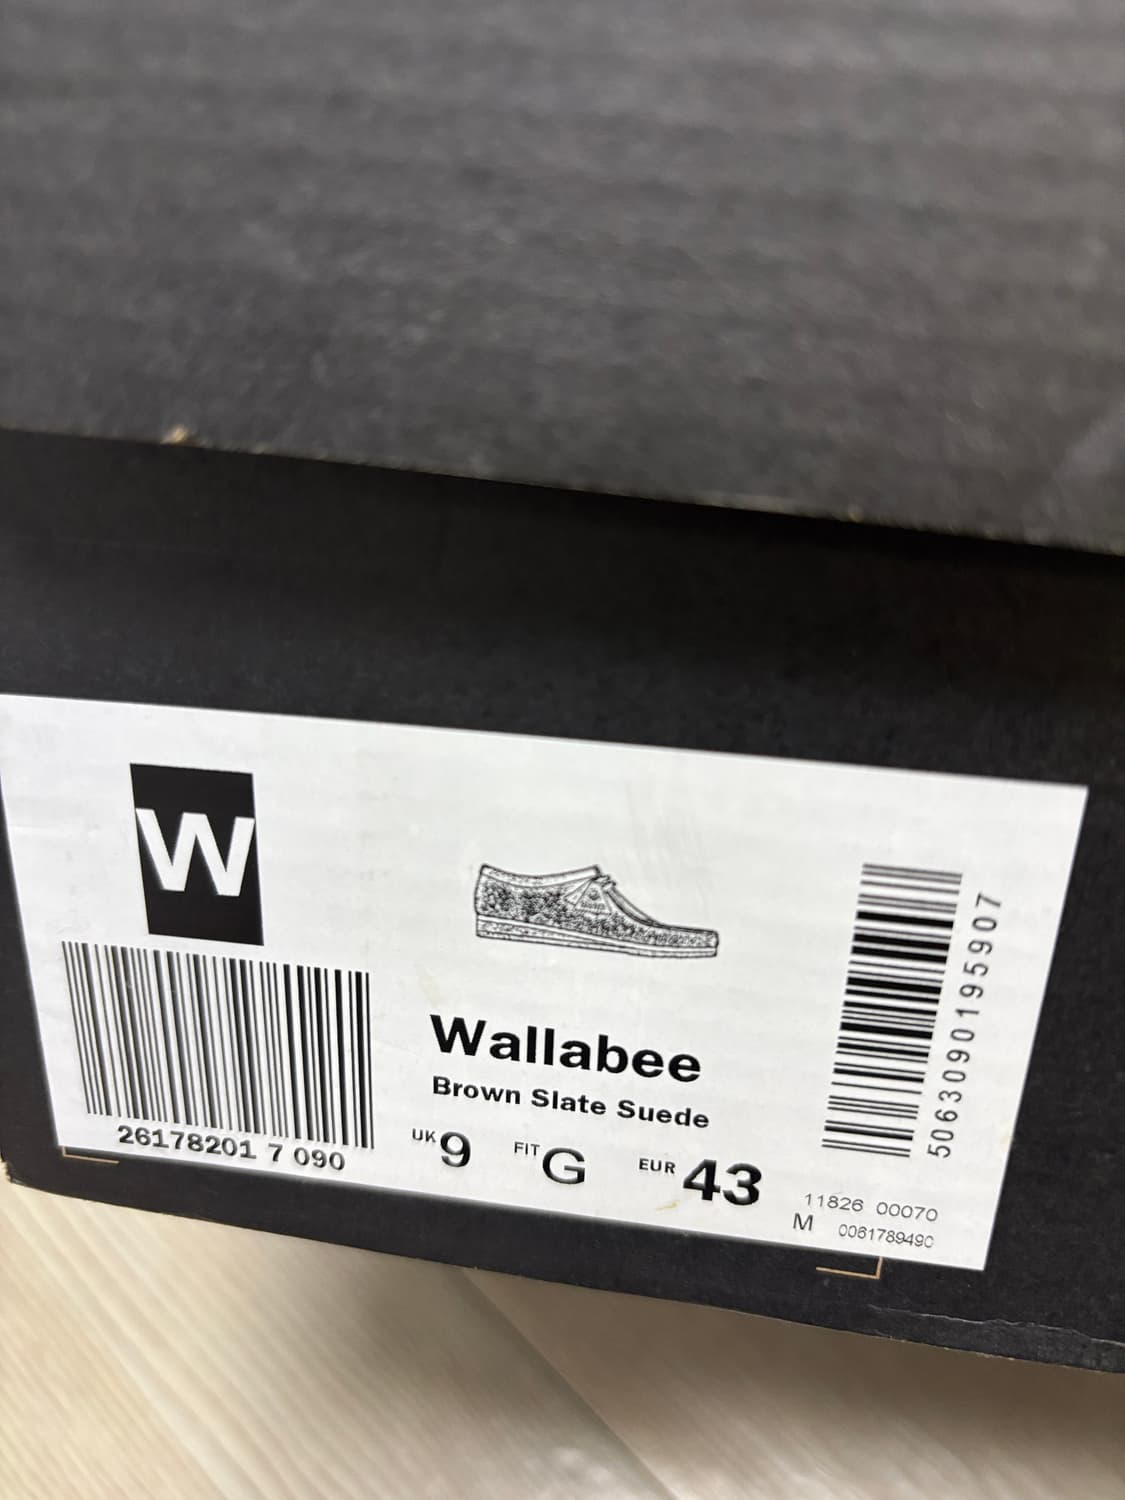 W
26178201 7 090
Wallabee
Brown Slate Suede
UK 9 FIT G EUR 43
5063090195907
11826 00070
M 0061789490